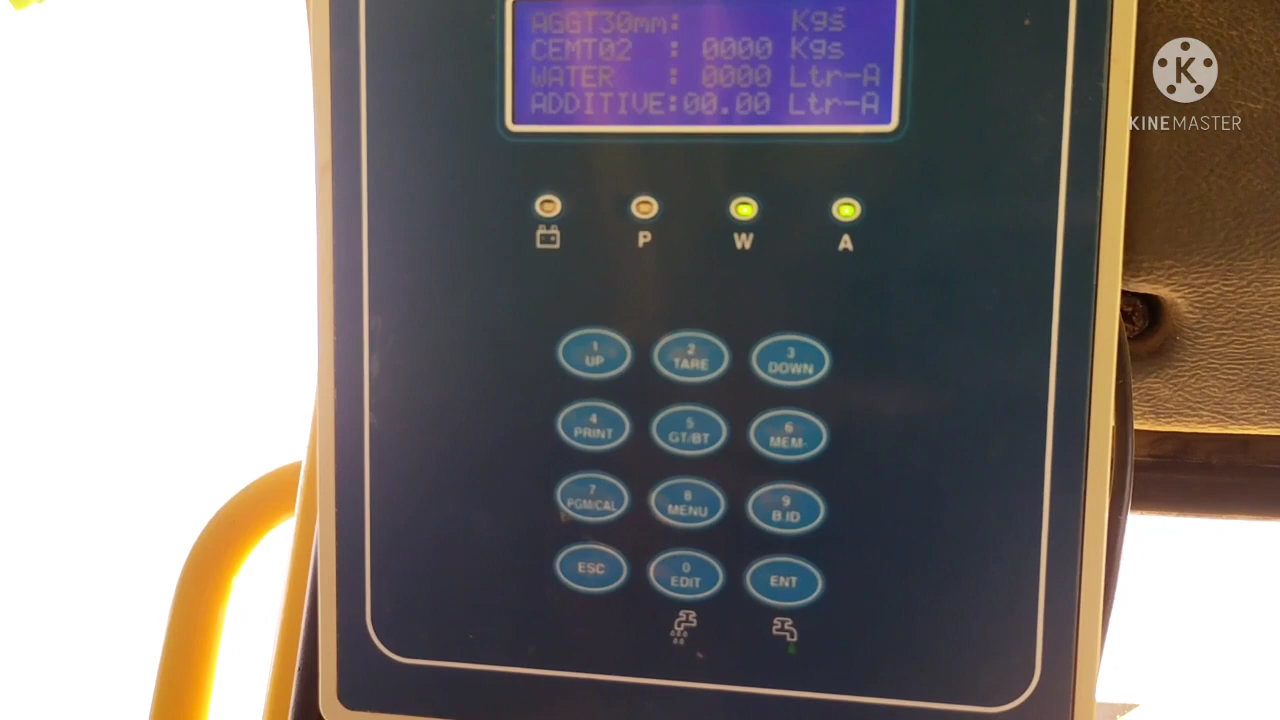 AGGT30mm: Kgs
CEMT02 : 0000 Kgs
WATER : 0000 Ltr-A
ADDITIVE:00.00 Ltr-A
K
KINEMASTER
P W A
1 2 3
UP TARE DOWN
4 5 6
PRINT GT/BT MEM-
7 8 9
PGM/CAL MENU B.ID
ESC 0 ENT
EDIT